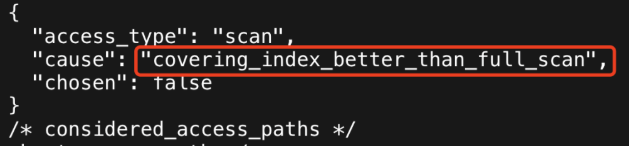 {
"access_type": "scan",
"cause": "covering_index_better_than_full_scan",
"chosen": false
}
/* considered_access_paths */